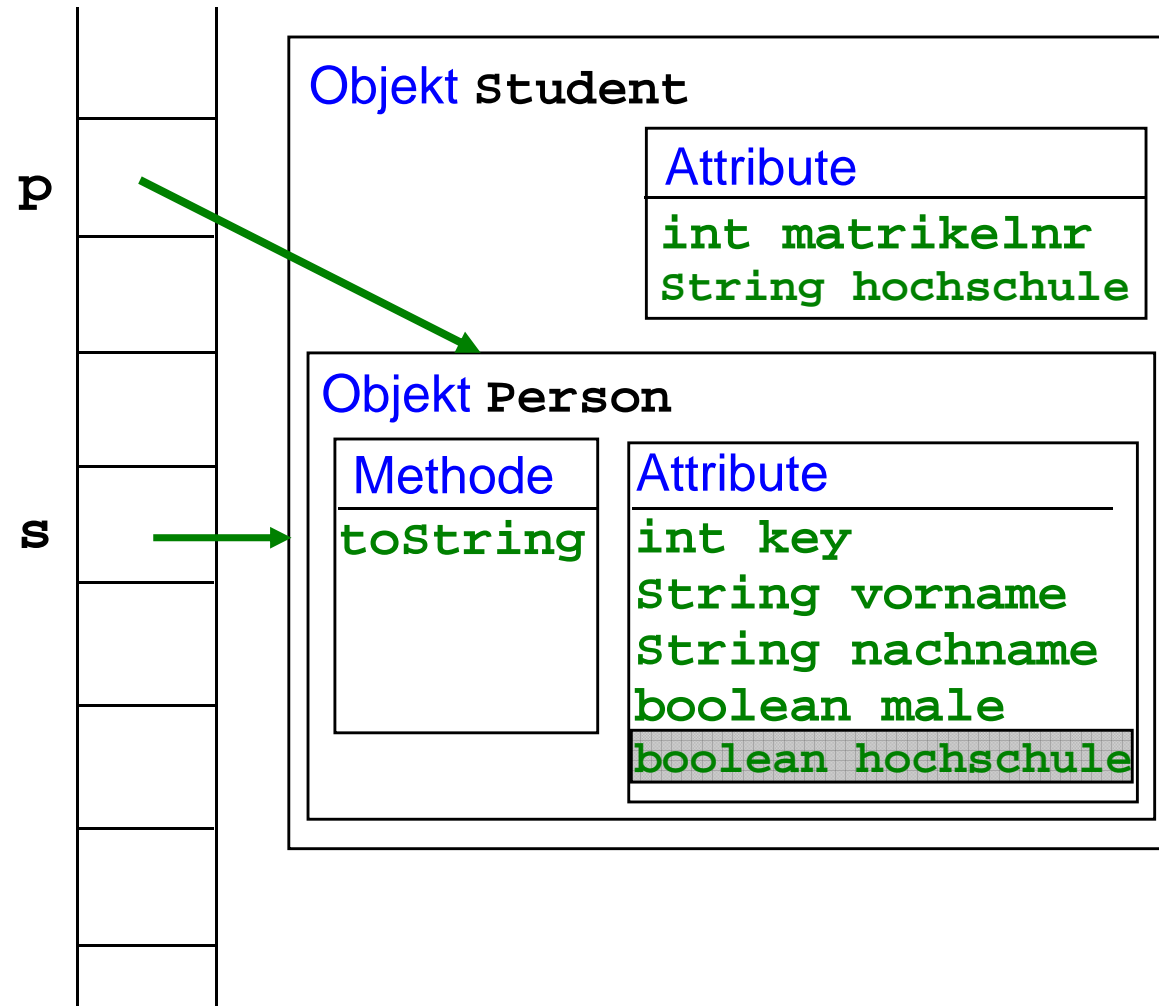 Objekt Student
p
Attribute
int matrikelnr
String hochschule
Objekt Person
Methode
toString
Attribute
int key
String vorname
String nachname
boolean male
boolean hochschule
s